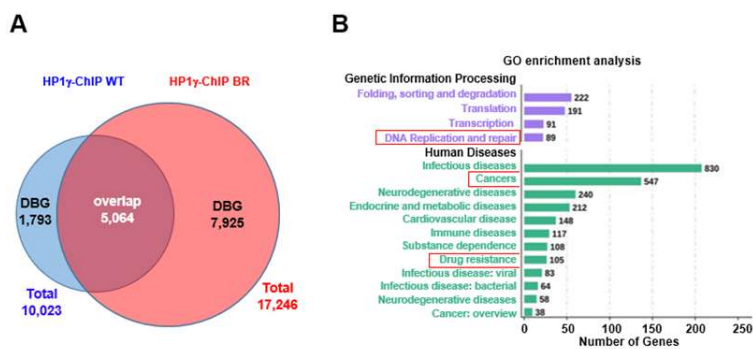 A
HP1γ-ChIP WT
HP1γ-ChIP BR
DBG
1,793
overlap
5,064
DBG
7,925
Total
10,023
Total
17,246
B
GO enrichment analysis
Genetic Information Processing
Folding, sorting and degradation 222
Translation 191
Transcription 91
DNA Replication and repair 89
Human Diseases
Infectious diseases 830
Cancers 547
Neurodegenerative diseases 240
Endocrine and metabolic diseases 212
Cardiovascular disease 148
Immune diseases 117
Substance dependence 108
Drug resistance 105
Infectious disease: viral 83
Infectious disease: bacterial 64
Neurodegenerative diseases 58
Cancer: overview 38
0 50 100 150 200 250
Number of Genes